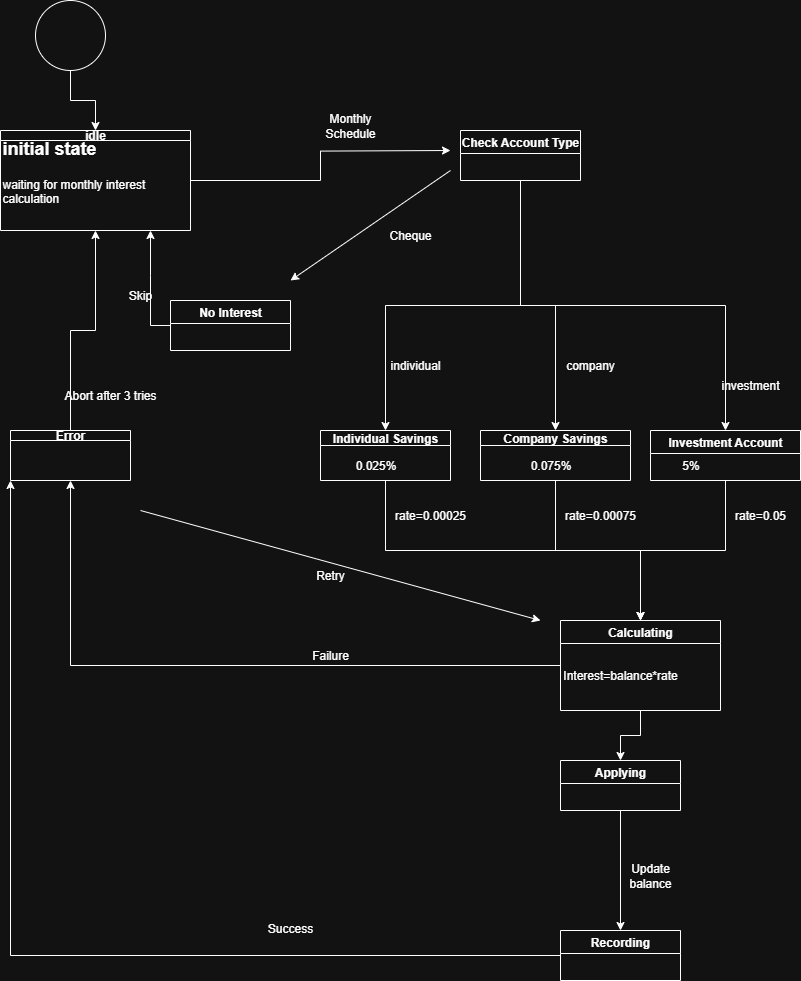 idle
initial state
waiting for monthly interest
calculation
Monthly
Schedule
Check Account Type
Cheque
Skip
No Interest
individual
company
investment
Abort after 3 tries
Error
Individual Savings
0.025%
Company Savings
0.075%
Investment Account
5%
rate=0.00025
rate=0.00075
rate=0.05
Retry
Calculating
Interest=balance*rate
Failure
Applying
Update
balance
Success
Recording